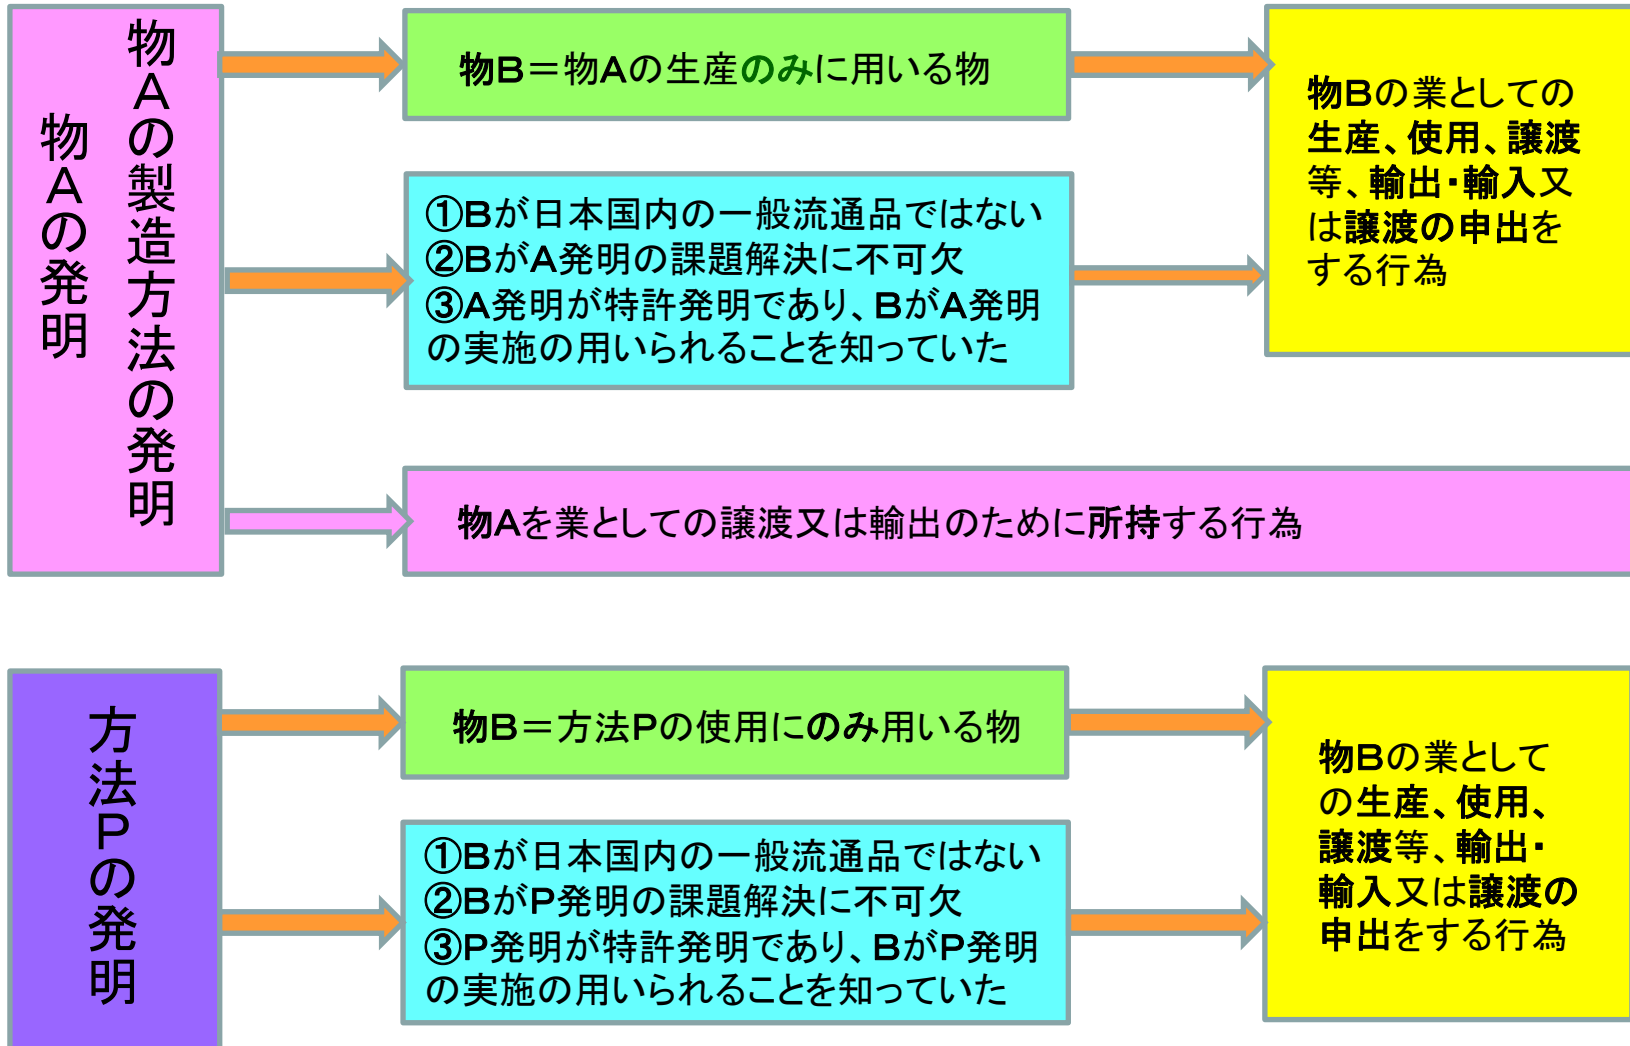 物Aの製造方法の発明
物Aの発明
物B＝物Aの生産のみに用いる物
物Bの業としての
生産、使用、譲渡
等、輸出・輸入又
は譲渡の申出を
する行為
①Bが日本国内の一般流通品ではない
②BがA発明の課題解決に不可欠
③A発明が特許発明であり、BがA発明
の実施の用いられることを知っていた
物Aを業としての譲渡又は輸出のために所持する行為
方法Pの発明
物B＝方法Pの使用にのみ用いる物
①Bが日本国内の一般流通品ではない
②BがP発明の課題解決に不可欠
③P発明が特許発明であり、BがP発明
の実施の用いられることを知っていた
物Bの業として
の生産、使用、
譲渡等、輸出・
輸入又は譲渡の
申出をする行為